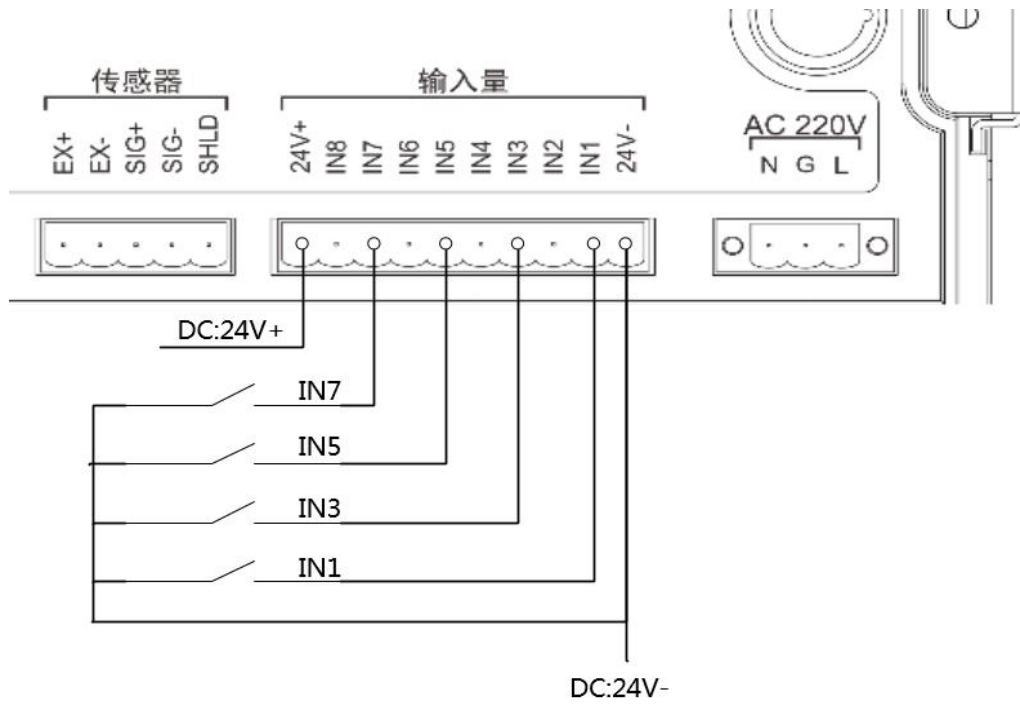 传感器
输入量
EX+
EX-
SIG+
SIG-
SHLD
24V+
IN8
IN7
IN6
IN5
IN4
IN3
IN2
IN1
24V-
AC 220V
N G L
DC:24V+
IN7
IN5
IN3
IN1
DC:24V-